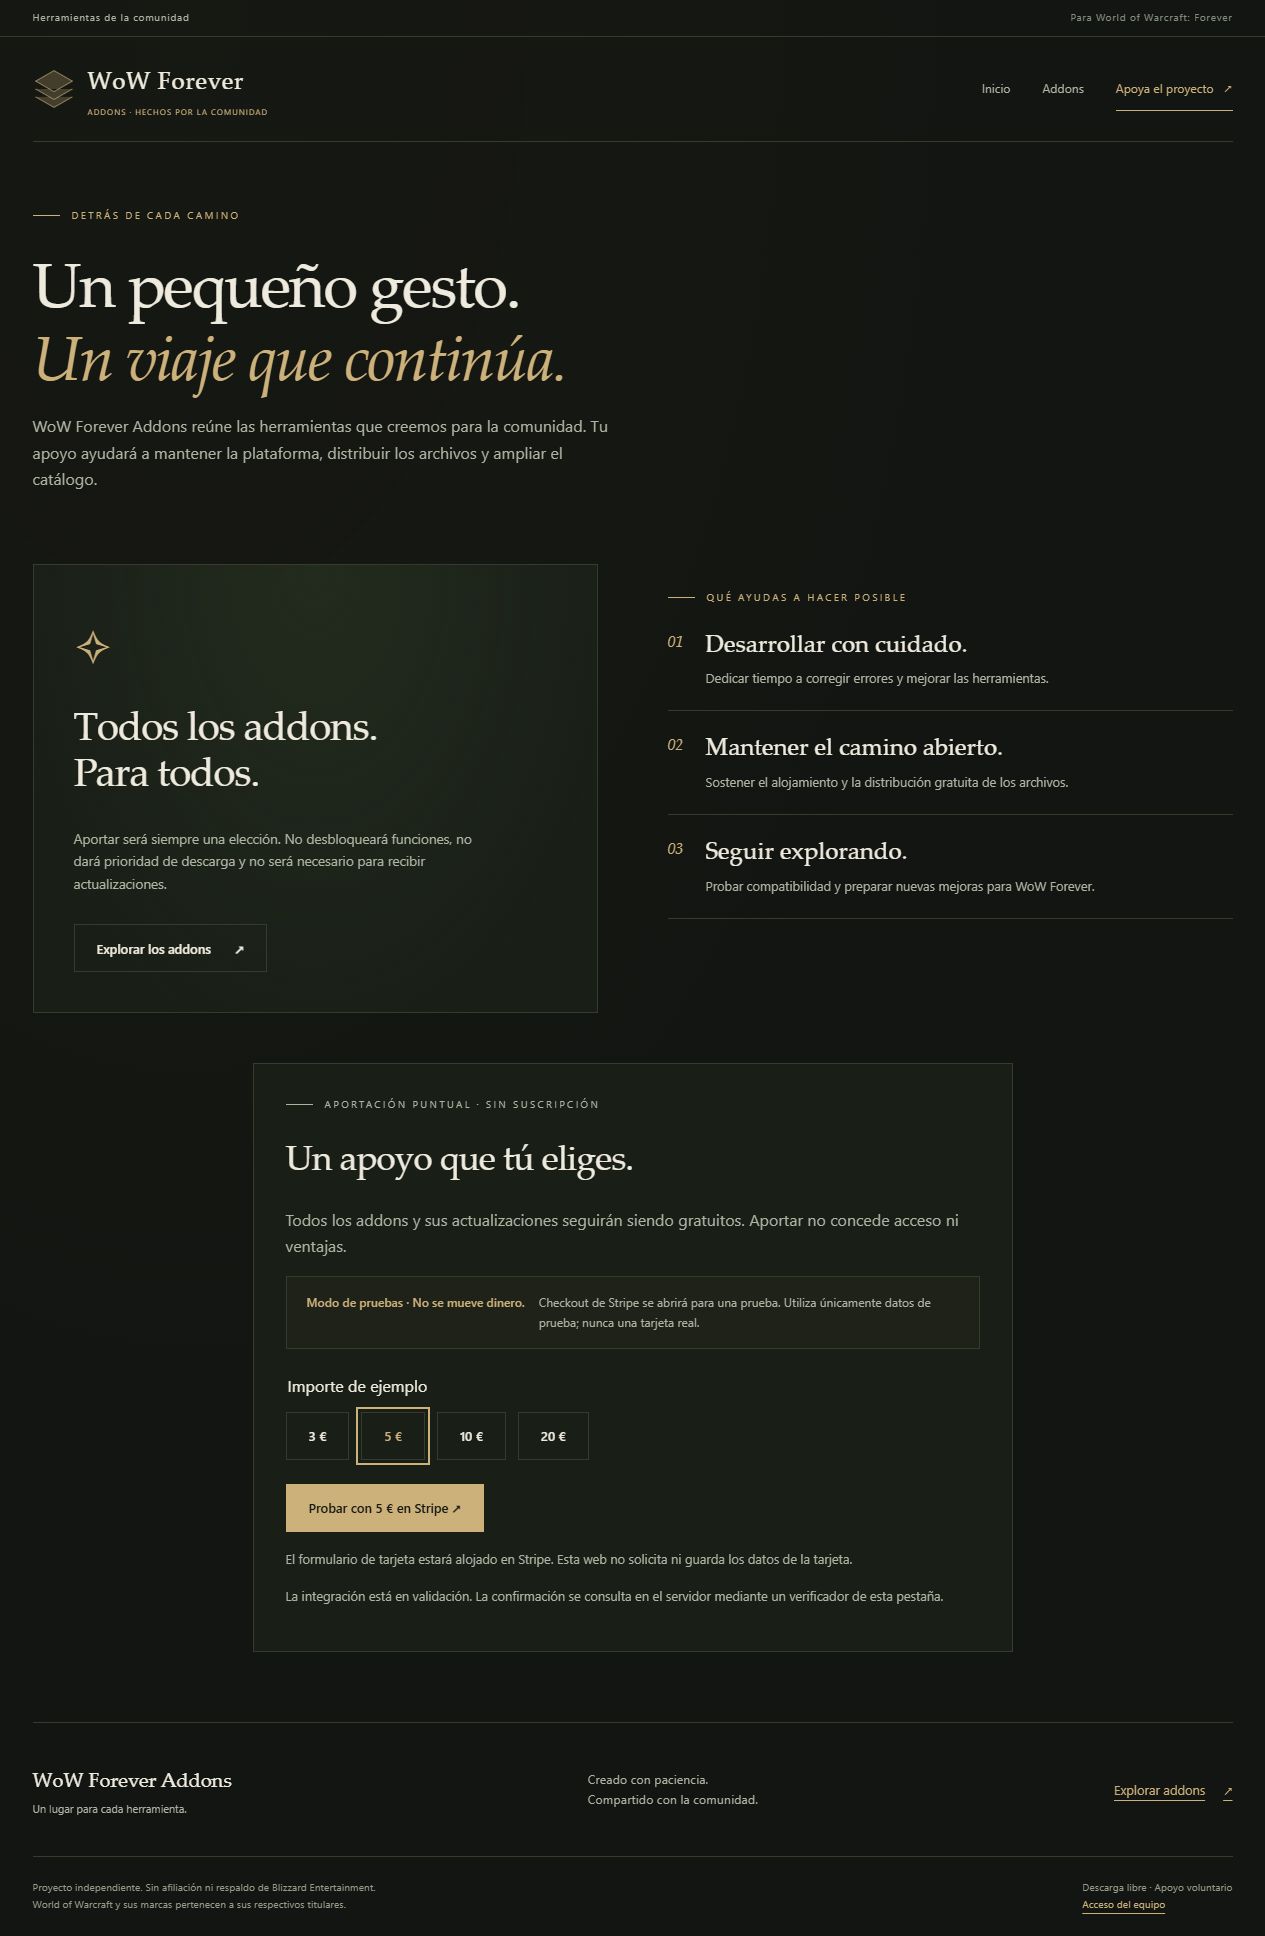 Herramientas de la comunidad
Para World of Warcraft: Forever
WoW Forever
ADDONS · HECHOS POR LA COMUNIDAD
Inicio
Addons
Apoya el proyecto ↗
DETRÁS DE CADA CAMINO
Un pequeño gesto.
Un viaje que continúa.
WoW Forever Addons reúne las herramientas que creemos para la comunidad. Tu
apoyo ayudará a mantener la plataforma, distribuir los archivos y ampliar el
catálogo.
Todos los addons.
Para todos.
Aportar será siempre una elección. No desbloqueará funciones, no
dará prioridad de descarga y no será necesario para recibir
actualizaciones.
Explorar los addons ↗
QUÉ AYUDAS A HACER POSIBLE
01
Desarrollar con cuidado.
Dedicar tiempo a corregir errores y mejorar las herramientas.
02
Mantener el camino abierto.
Sostener el alojamiento y la distribución gratuita de los archivos.
03
Seguir explorando.
Probar compatibilidad y preparar nuevas mejoras para WoW Forever.
APORTACIÓN PUNTUAL · SIN SUSCRIPCIÓN
Un apoyo que tú eliges.
Todos los addons y sus actualizaciones seguirán siendo gratuitos. Aportar no concede acceso ni
ventajas.
Modo de pruebas · No se mueve dinero.
Checkout de Stripe se abrirá para una prueba. Utiliza únicamente datos de
prueba; nunca una tarjeta real.
Importe de ejemplo
3 €
5 €
10 €
20 €
Probar con 5 € en Stripe ↗
El formulario de tarjeta estará alojado en Stripe. Esta web no solicita ni guarda los datos de la tarjeta.
La integración está en validación. La confirmación se consulta en el servidor mediante un verificador de esta pestaña.
WoW Forever Addons
Un lugar para cada herramienta.
Creado con paciencia.
Compartido con la comunidad.
Explorar addons ↗
Proyecto independiente. Sin afiliación ni respaldo de Blizzard Entertainment.
World of Warcraft y sus marcas pertenecen a sus respectivos titulares.
Descarga libre · Apoyo voluntario
Acceso del equipo